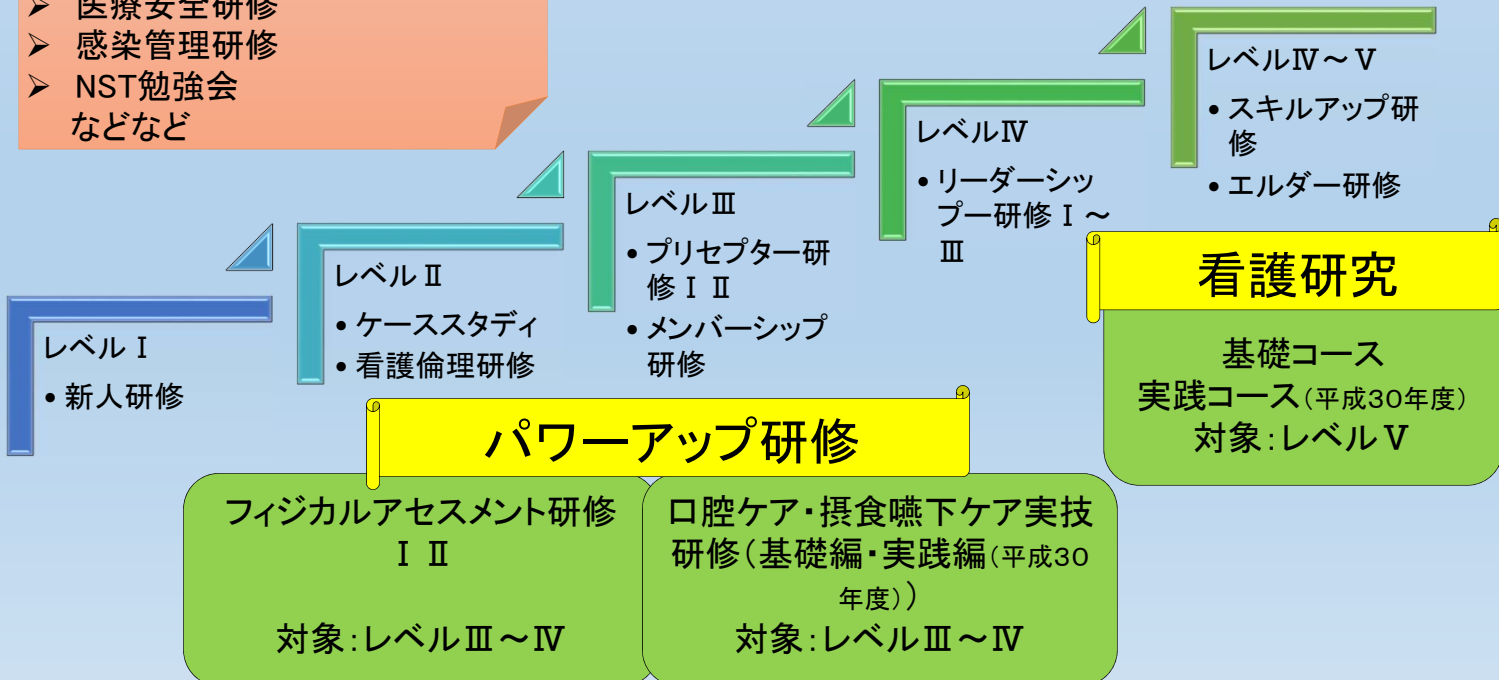 ➢ 医療安全研修
➢ 感染管理研修
➢ NST勉強会
などなど
レベルⅠ
• 新人研修
レベルⅡ
• ケーススタディ
• 看護倫理研修
レベルⅢ
• プリセプター研
修ⅠⅡ
• メンバーシップ
研修
レベルⅣ
• リーダーシッ
プー研修Ⅰ～
Ⅲ
レベルⅣ～Ⅴ
• スキルアップ研
修
• エルダー研修
看護研究
基礎コース
実践コース（平成30年度）
対象：レベルⅤ
パワーアップ研修
フィジカルアセスメント研修
ⅠⅡ
対象：レベルⅢ～Ⅳ
口腔ケア・摂食嚥下ケア実技
研修（基礎編・実践編（平成30
年度））
対象：レベルⅢ～Ⅳ